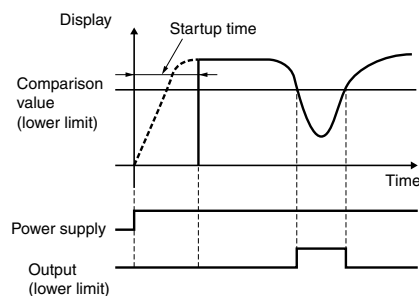 Display
Startup time
Comparison
value
(lower limit)
Time
Power supply
Output
(lower limit)